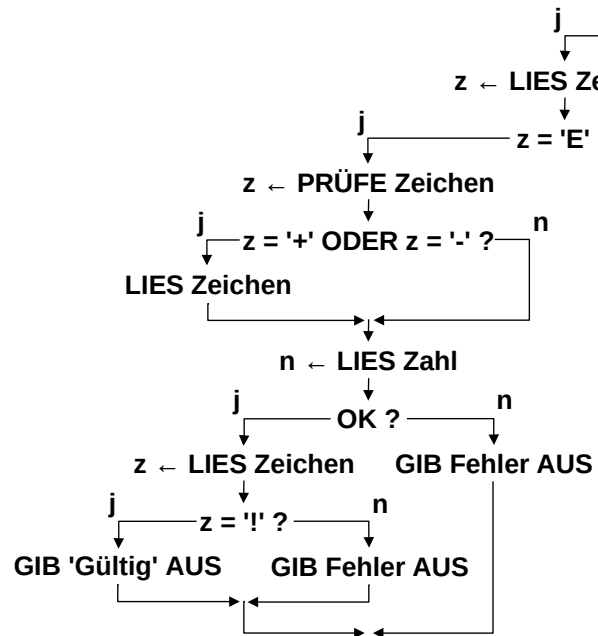 j
z ← LIES
j
z = 'E'
z ← PRÜFE Zeichen
j
z = '+' ODER z = '-' ?
n
LIES Zeichen
n ← LIES Zahl
j
OK ?
n
z ← LIES Zeichen
GIB Fehler AUS
j
z = '!' ?
n
GIB 'Gültig' AUS
GIB Fehler AUS